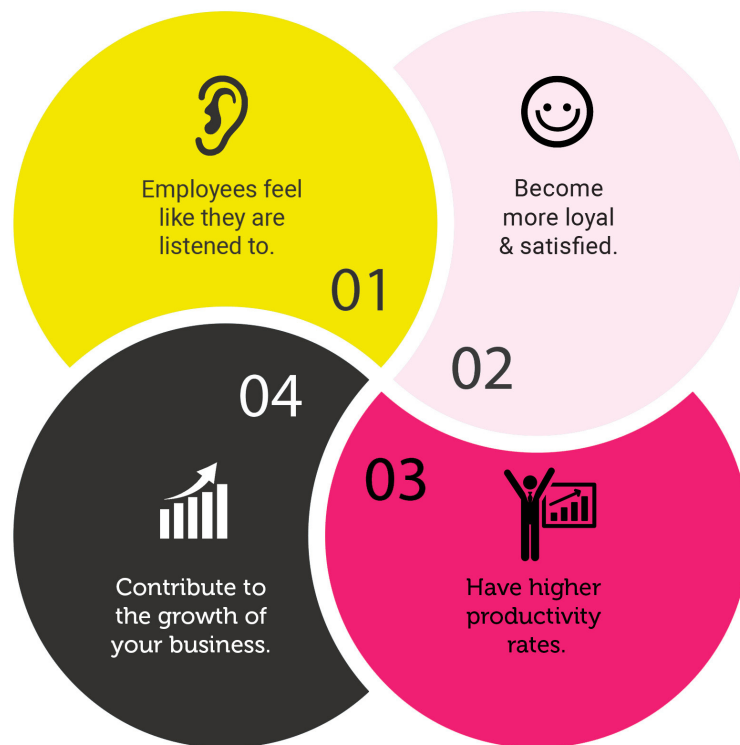 Employees feel
like they are
listened to.
01
Become
more loyal
& satisfied.
02
03
Have higher
productivity
rates.
04
Contribute to
the growth of
your business.